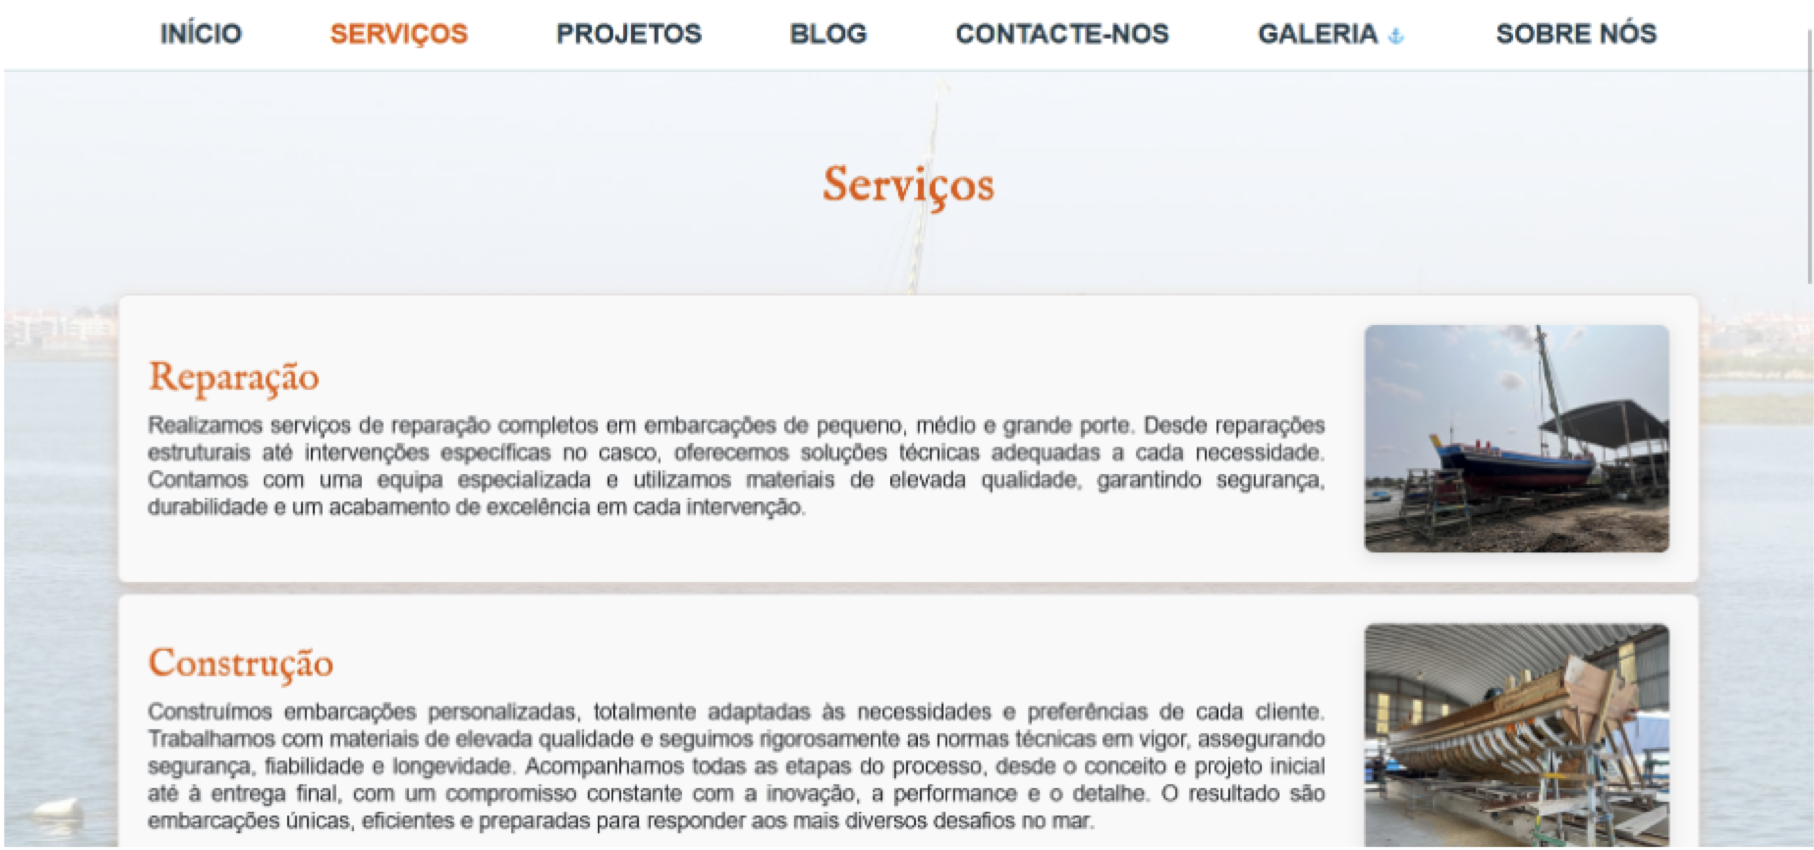 INÍCIO SERVIÇOS PROJETOS BLOG CONTACTE-NOS GALERIA SOBRE NÓS
Serviços
Reparação
Realizamos serviços de reparação completos em embarcações de pequeno, médio e grande porte. Desde reparações
estruturais até intervenções específicas no casco, oferecemos soluções técnicas adequadas a cada necessidade.
Contamos com uma equipa especializada e utilizamos materiais de elevada qualidade, garantindo segurança,
durabilidade e um acabamento de excelência em cada intervenção.
Construção
Construímos embarcações personalizadas, totalmente adaptadas às necessidades e preferências de cada cliente.
Trabalhamos com materiais de elevada qualidade e seguimos rigorosamente as normas técnicas em vigor, assegurando
segurança, fiabilidade e longevidade. Acompanhamos todas as etapas do processo, desde o conceito e projeto inicial
até à entrega final, com um compromisso constante com a inovação, a performance e o detalhe. O resultado são
embarcações únicas, eficientes e preparadas para responder aos mais diversos desafios no mar.